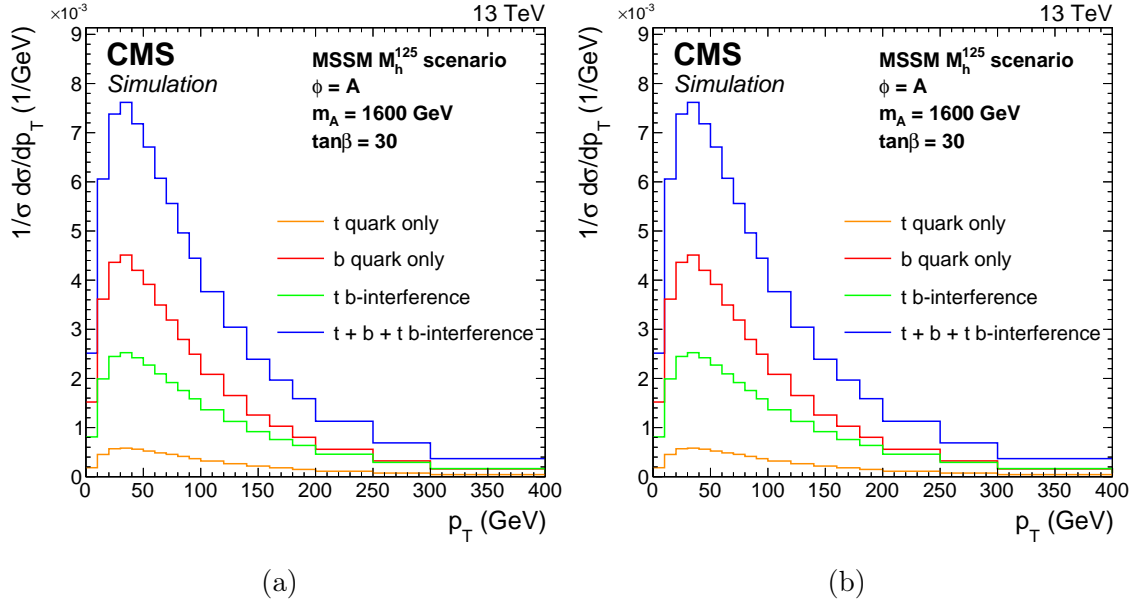 ×10⁻³
13 TeV
CMS
Simulation
MSSM M_h^125 scenario
ϕ = A
m_A = 1600 GeV
tanβ = 30
t quark only
b quark only
t b-interference
t + b + t b-interference
1/σ dσ/dp_T (1/GeV)
9
8
7
6
5
4
3
2
1
0
0 50 100 150 200 250 300 350 400
p_T (GeV)
(a)
×10⁻³
13 TeV
CMS
Simulation
MSSM M_h^125 scenario
ϕ = A
m_A = 1600 GeV
tanβ = 30
t quark only
b quark only
t b-interference
t + b + t b-interference
1/σ dσ/dp_T (1/GeV)
9
8
7
6
5
4
3
2
1
0
0 50 100 150 200 250 300 350 400
p_T (GeV)
(b)